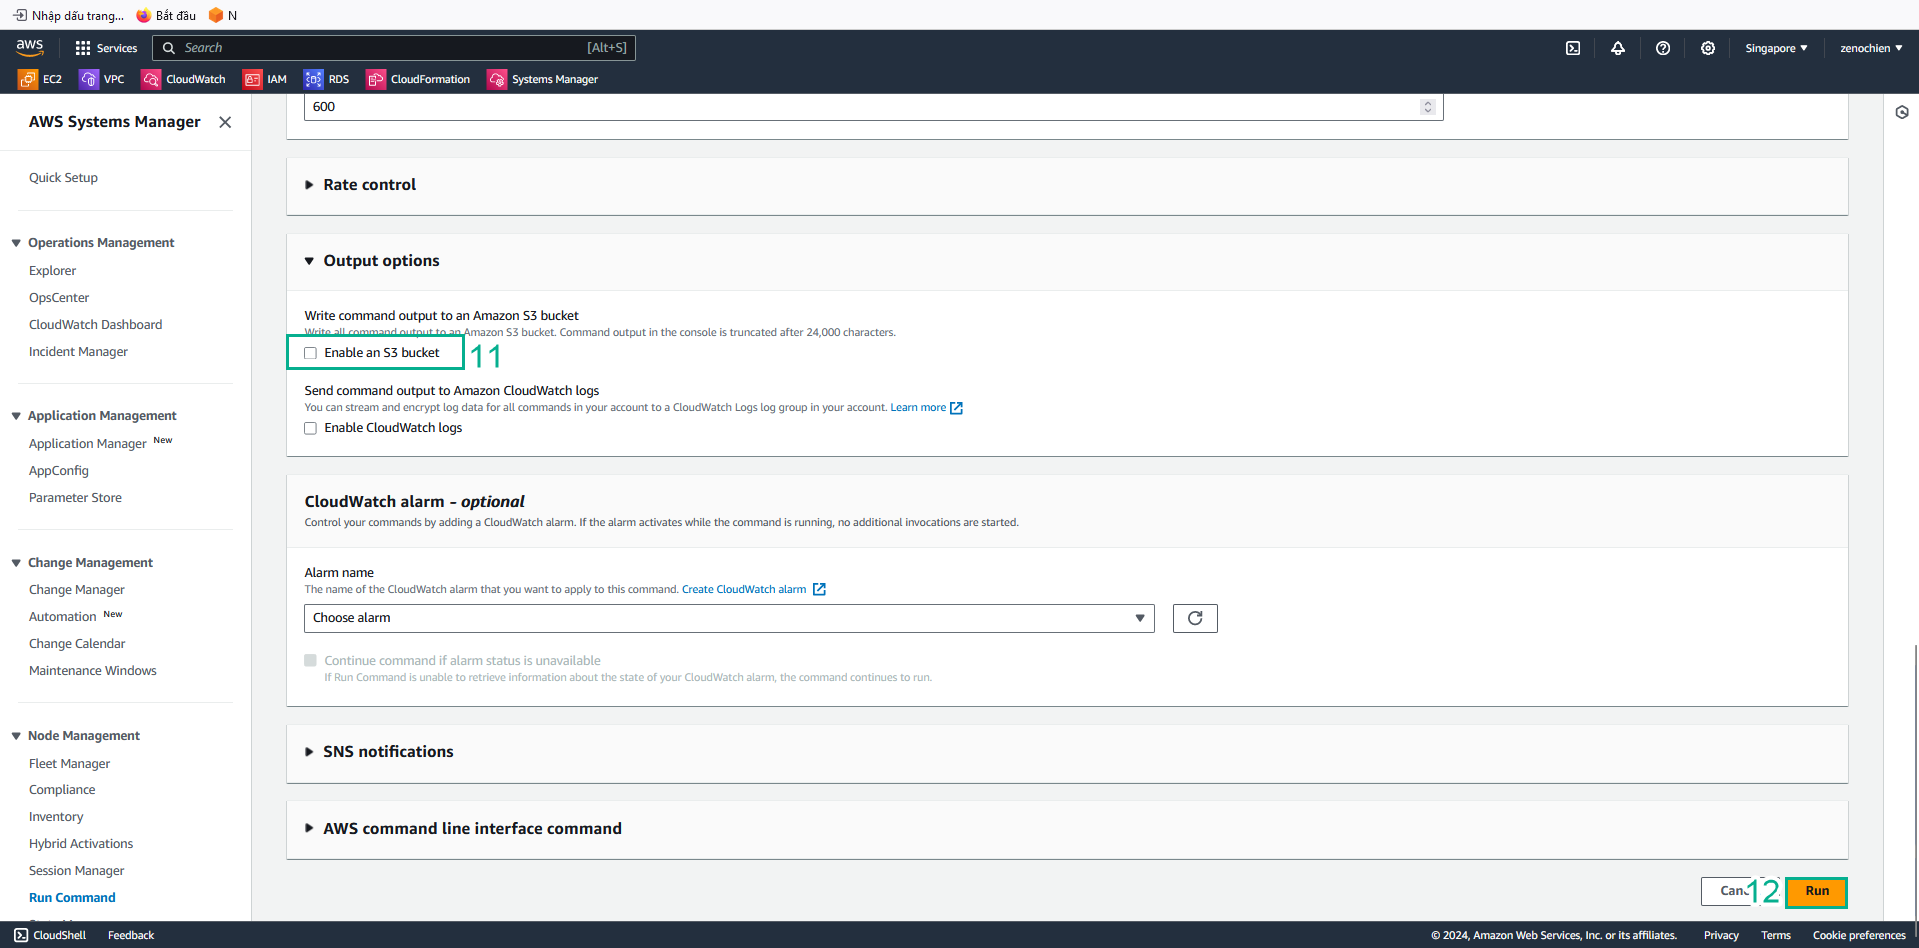 Nhập dấu trang... Bắt đầu N
aws Services Search [Alt+S] Singapore zenochien
EC2 VPC CloudWatch IAM RDS CloudFormation Systems Manager
AWS Systems Manager
Quick Setup
Operations Management
Explorer
OpsCenter
CloudWatch Dashboard
Incident Manager
Application Management
Application Manager New
AppConfig
Parameter Store
Change Management
Change Manager
Automation New
Change Calendar
Maintenance Windows
Node Management
Fleet Manager
Compliance
Inventory
Hybrid Activations
Session Manager
Run Command
600
Rate control
Output options
Write command output to an Amazon S3 bucket
Write all command output to an Amazon S3 bucket. Command output in the console is truncated after 24,000 characters.
Enable an S3 bucket 11
Send command output to Amazon CloudWatch logs
You can stream and encrypt log data for all commands in your account to a CloudWatch Logs log group in your account. Learn more
Enable CloudWatch logs
CloudWatch alarm - optional
Control your commands by adding a CloudWatch alarm. If the alarm activates while the command is running, no additional invocations are started.
Alarm name
The name of the CloudWatch alarm that you want to apply to this command. Create CloudWatch alarm
Choose alarm
Continue command if alarm status is unavailable
If Run Command is unable to retrieve information about the state of your CloudWatch alarm, the command continues to run.
SNS notifications
AWS command line interface command
12 Run
CloudShell Feedback © 2024, Amazon Web Services, Inc. or its affiliates. Privacy Terms Cookie preferences